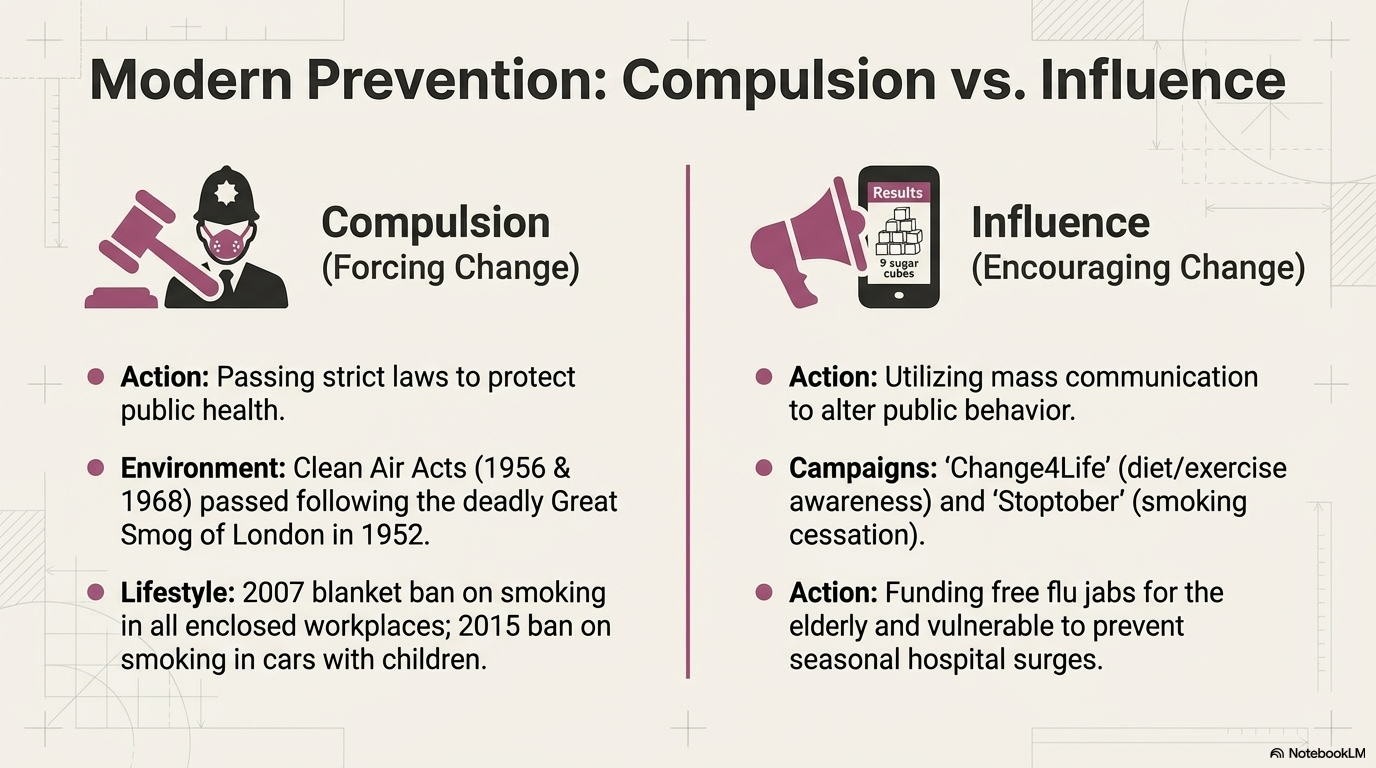 Modern Prevention: Compulsion vs. Influence
Compulsion
(Forcing Change)
Action: Passing strict laws to protect
public health.
Environment: Clean Air Acts (1956 &
1968) passed following the deadly Great
Smog of London in 1952.
Lifestyle: 2007 blanket ban on smoking
in all enclosed workplaces; 2015 ban on
smoking in cars with children.
Results
9 sugar
cubes
Influence
(Encouraging Change)
Action: Utilizing mass communication
to alter public behavior.
Campaigns: ‘Change4Life’ (diet/exercise
awareness) and ‘Stoptober’ (smoking
cessation).
Action: Funding free flu jabs for the
elderly and vulnerable to prevent
seasonal hospital surges.
NotebookLM